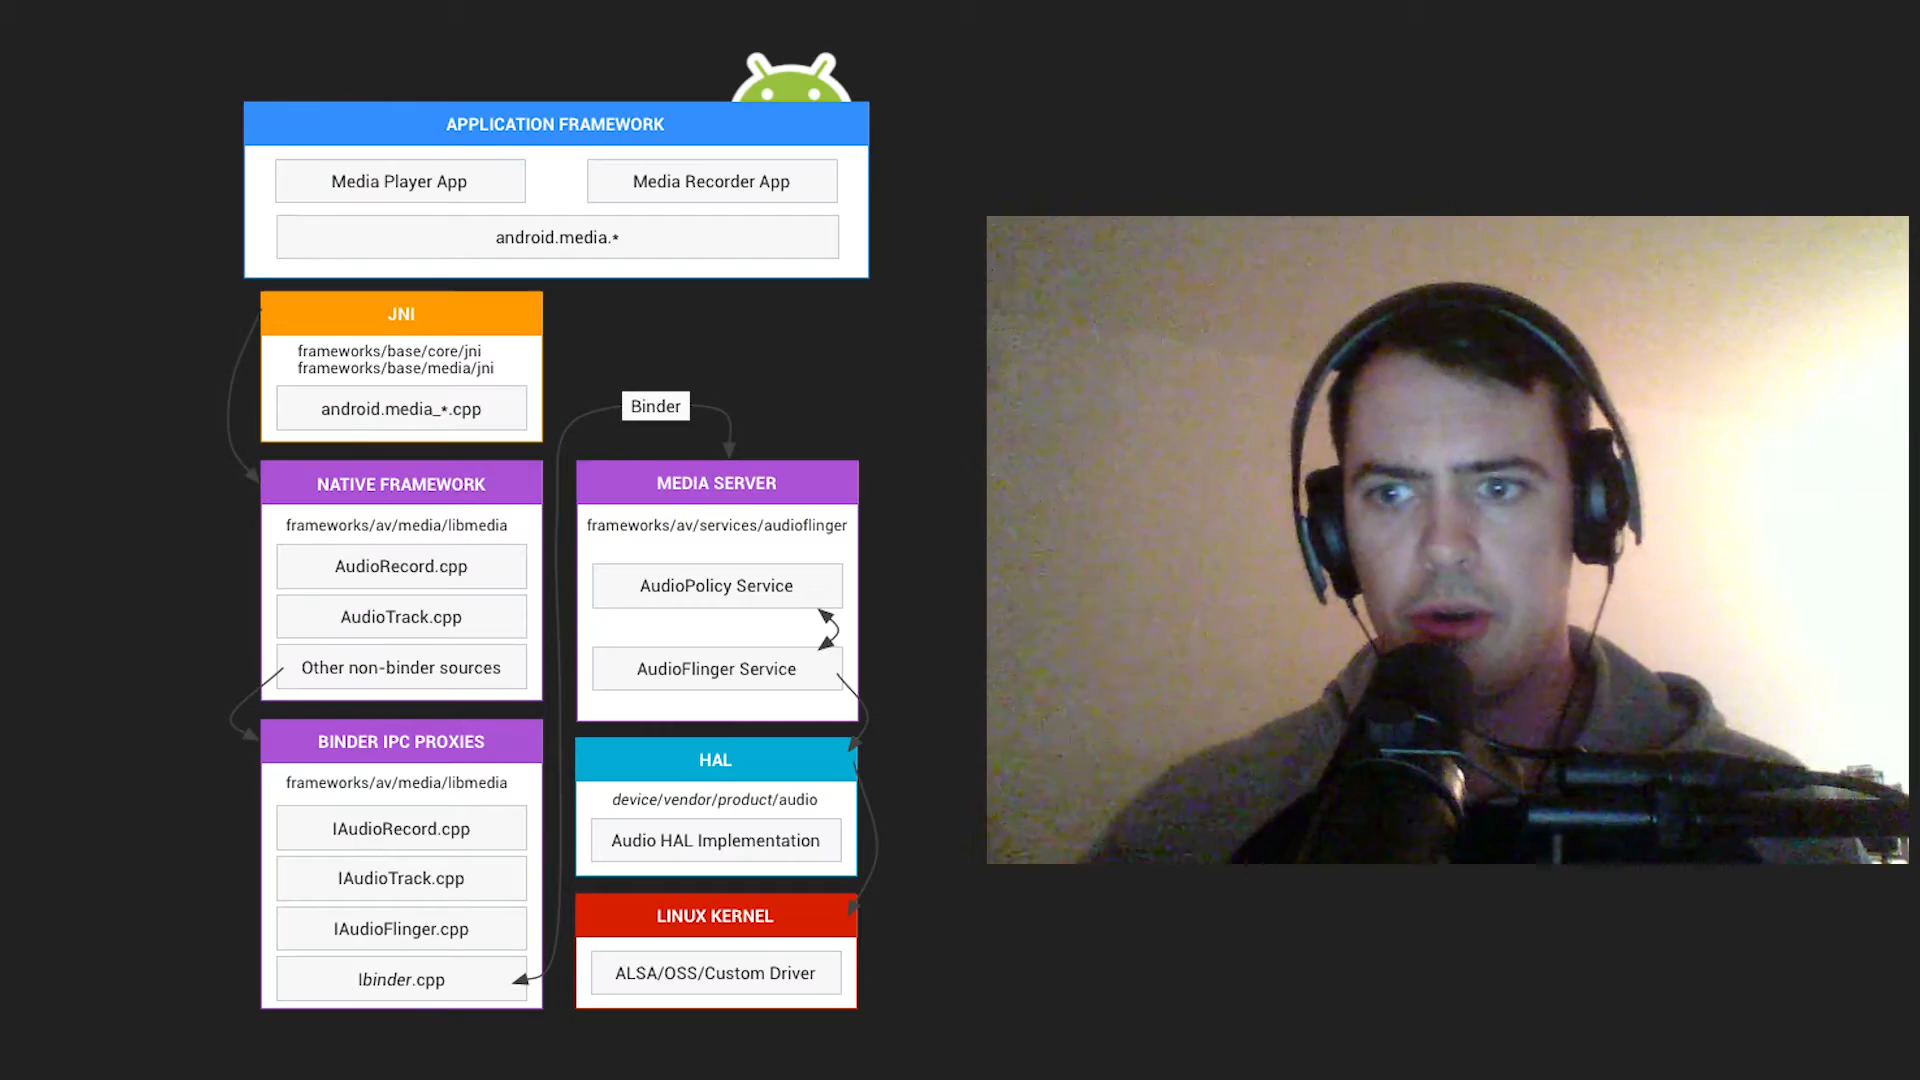 APPLICATION FRAMEWORK
Media Player App
Media Recorder App
android.media.*
JNI
frameworks/base/core/jni
frameworks/base/media/jni
android.media_*.cpp
Binder
NATIVE FRAMEWORK
frameworks/av/media/libmedia
AudioRecord.cpp
AudioTrack.cpp
Other non-binder sources
BINDER IPC PROXIES
frameworks/av/media/libmedia
IAudioRecord.cpp
IAudioTrack.cpp
IAudioFlinger.cpp
Ibinder.cpp
MEDIA SERVER
frameworks/av/services/audioflinger
AudioPolicy Service
AudioFlinger Service
HAL
device/vendor/product/audio
Audio HAL Implementation
LINUX KERNEL
ALSA/OSS/Custom Driver